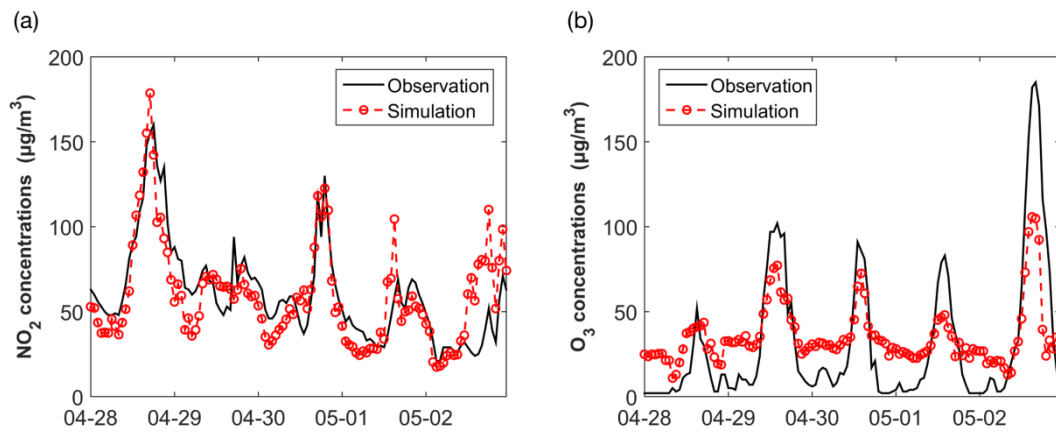 (a)
200
150
100
50
0
NO2 concentrations (µg/m³)
Observation
Simulation
04-28
04-29
04-30
05-01
05-02
(b)
200
150
100
50
0
O3 concentrations (µg/m³)
Observation
Simulation
04-28
04-29
04-30
05-01
05-02